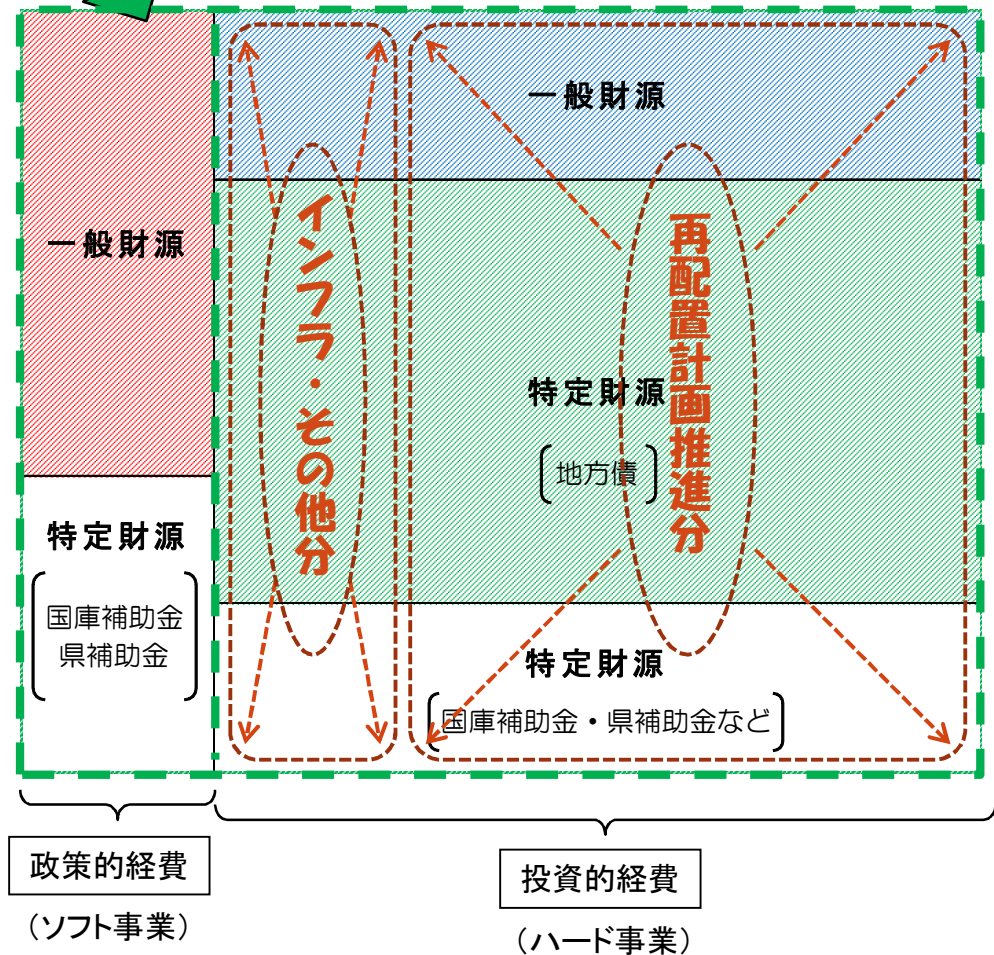 一般財源
一般財源
インフラ・その他分
再配置計画推進分
特定財源
地方債
特定財源
国庫補助金
県補助金
特定財源
国庫補助金・県補助金など
政策的経費
(ソフト事業)
投資的経費
(ハード事業)